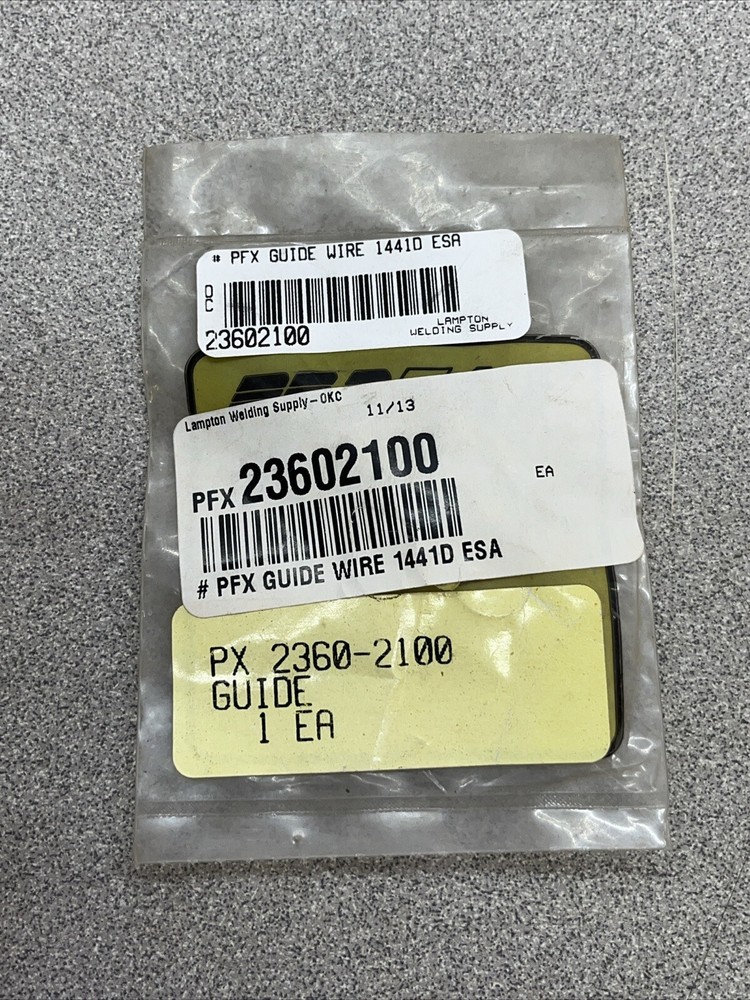 # PFX GUIDE WIRE 1441D ESA
DC
23602100
LAMPTON
WELDING SUPPLY
Lampton Welding Supply-OKC
11/13
PFX 23602100
EA
# PFX GUIDE WIRE 1441D ESA
PX 2360-2100
GUIDE
1 EA